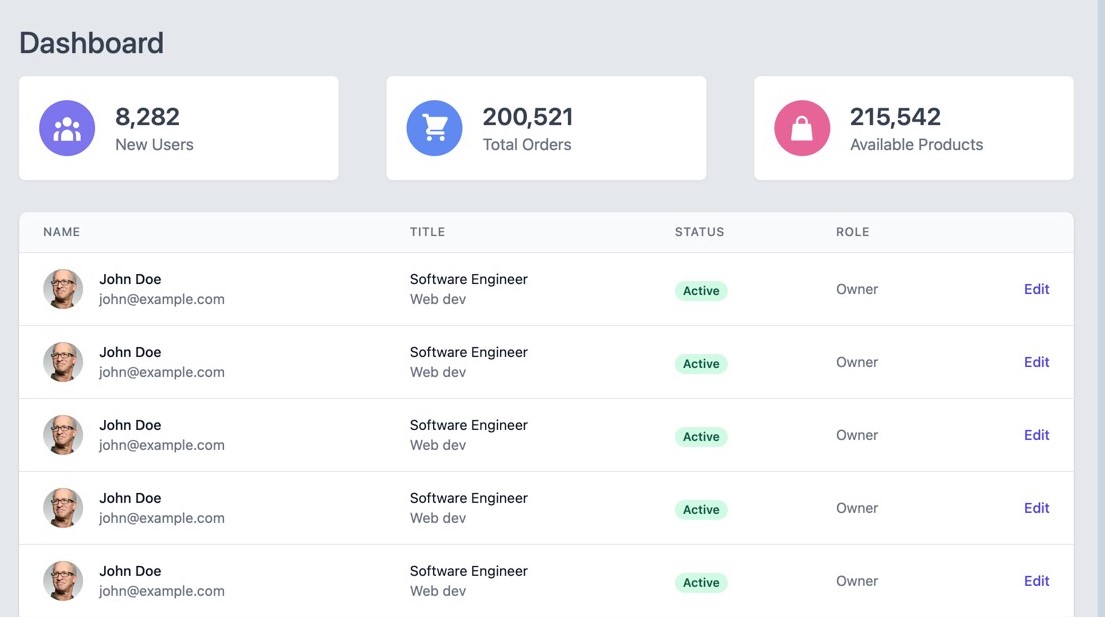 Dashboard
8,282
New Users
200,521
Total Orders
215,542
Available Products
NAME TITLE STATUS ROLE
John Doe Software Engineer
john@example.com Web dev Active Owner Edit
John Doe Software Engineer
john@example.com Web dev Active Owner Edit
John Doe Software Engineer
john@example.com Web dev Active Owner Edit
John Doe Software Engineer
john@example.com Web dev Active Owner Edit
John Doe Software Engineer
john@example.com Web dev Active Owner Edit